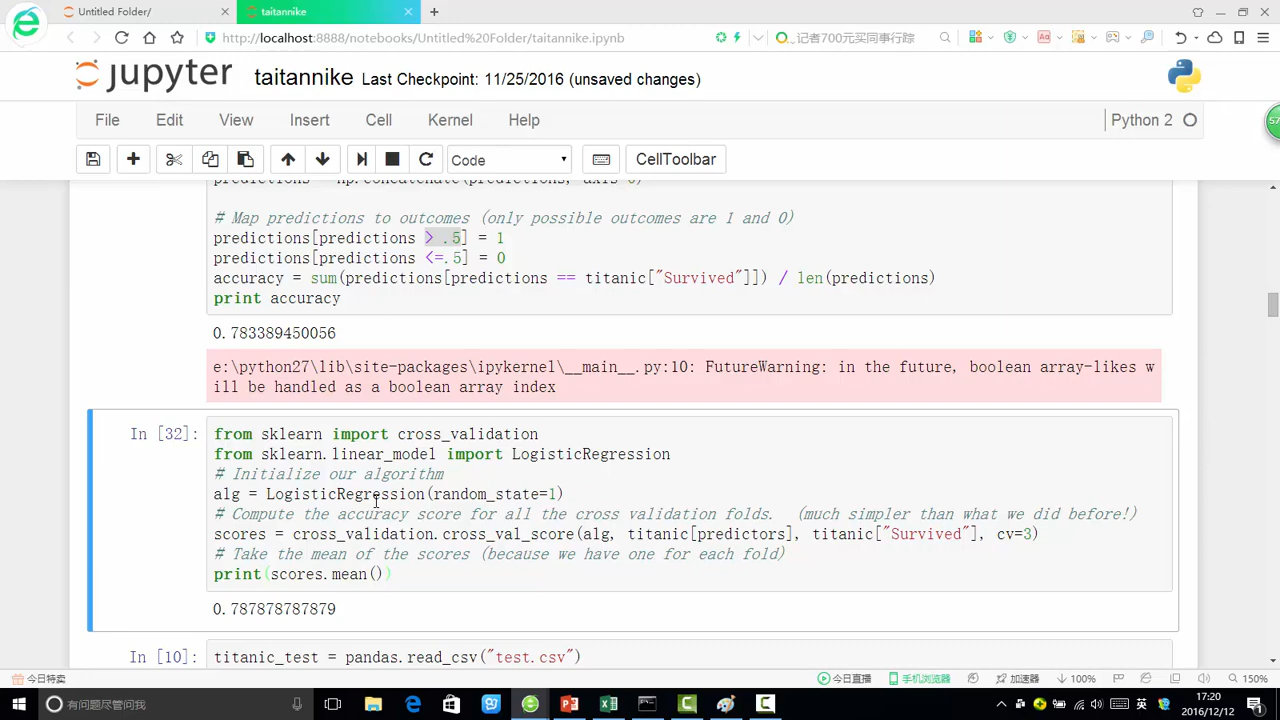 Untitled Folder/
taitannike
http://localhost:8888/notebooks/Untitled%20Folder/taitannike.ipynb
记者700元买同事行踪
jupyter taitannike Last Checkpoint: 11/25/2016 (unsaved changes)
File Edit View Insert Cell Kernel Help Python 2
Code CellToolbar
57
predictions = np.concatenate(predictions, axis=0)
# Map predictions to outcomes (only possible outcomes are 1 and 0)
predictions[predictions > .5] = 1
predictions[predictions <=.5] = 0
accuracy = sum(predictions[predictions == titanic["Survived"]]) / len(predictions)
print accuracy
0.783389450056
e:\python27\lib\site-packages\ipykernel\__main__.py:10: FutureWarning: in the future, boolean array-likes w
ill be handled as a boolean array index
In [32]: from sklearn import cross_validation
from sklearn.linear_model import LogisticRegression
# Initialize our algorithm
alg = LogisticRegression(random_state=1)
# Compute the accuracy score for all the cross validation folds. (much simpler than what we did before!)
scores = cross_validation.cross_val_score(alg, titanic[predictors], titanic["Survived"], cv=3)
# Take the mean of the scores (because we have one for each fold)
print(scores.mean())
0.787878787879
In [10]: titanic_test = pandas.read_csv("test.csv")
今日特卖 今日直播 手机浏览器 加速器 100% 150%
有问题尽管问我
英
17:20
2016/12/12